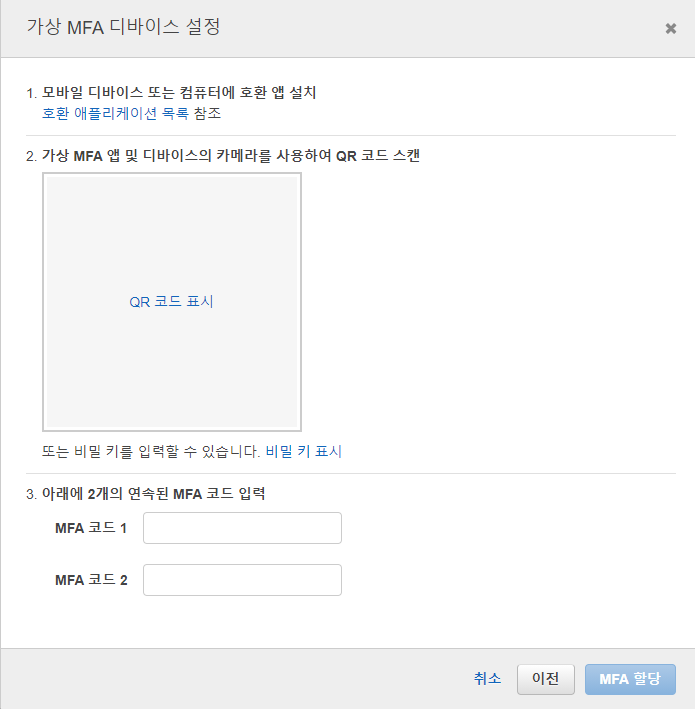 가상 MFA 디바이스 설정
1. 모바일 디바이스 또는 컴퓨터에 호환 앱 설치
호환 애플리케이션 목록 참조
2. 가상 MFA 앱 및 디바이스의 카메라를 사용하여 QR 코드 스캔
QR 코드 표시
또는 비밀 키를 입력할 수 있습니다. 비밀 키 표시
3. 아래에 2개의 연속된 MFA 코드 입력
MFA 코드 1
MFA 코드 2
취소 이전 MFA 할당